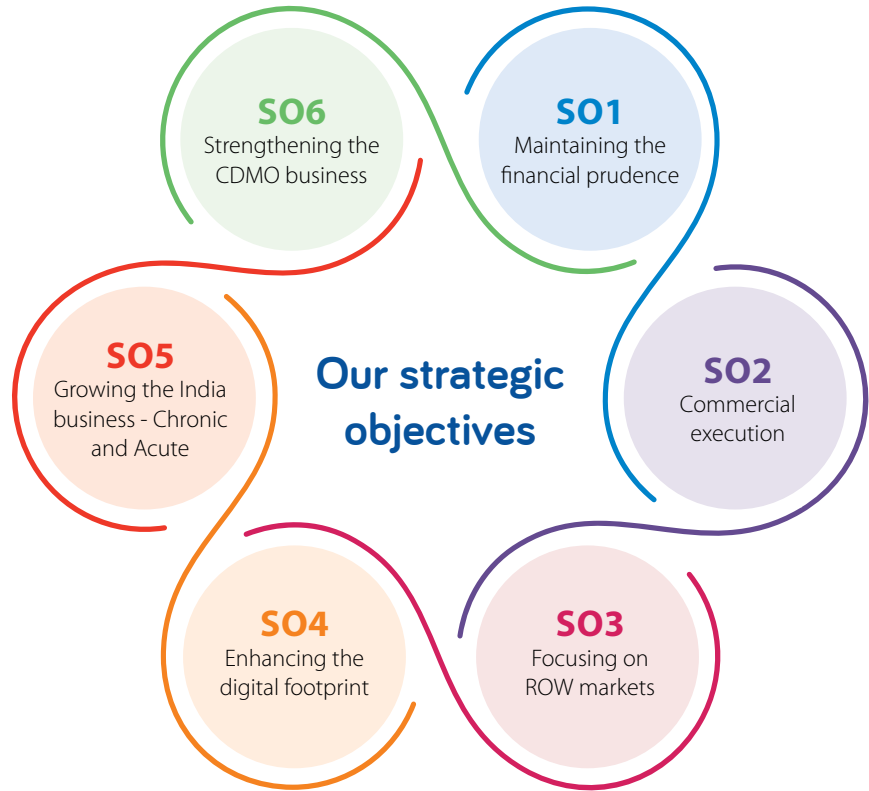 Our strategic
objectives
SO1
Maintaining the
financial prudence
SO2
Commercial
execution
SO3
Focusing on
ROW markets
SO4
Enhancing the
digital footprint
SO5
Growing the India
business - Chronic
and Acute
SO6
Strengthening the
CDMO business